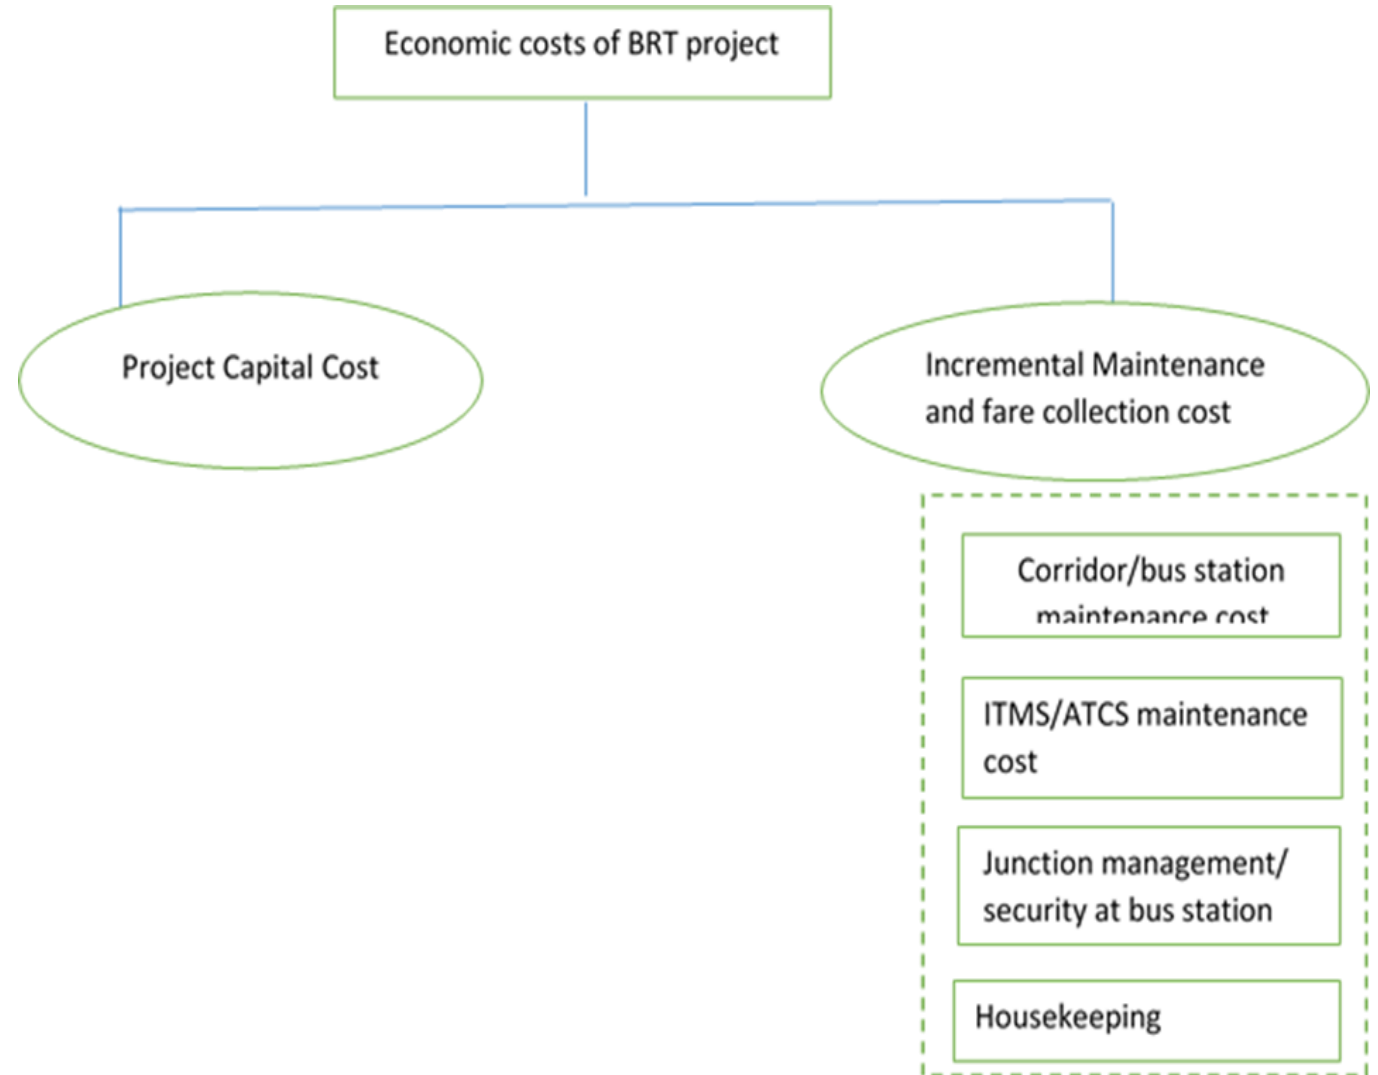 Economic costs of BRT project
Project Capital Cost
Incremental Maintenance
and fare collection cost
Corridor/bus station
maintenance cost
ITMS/ATCS maintenance
cost
Junction management/
security at bus station
Housekeeping